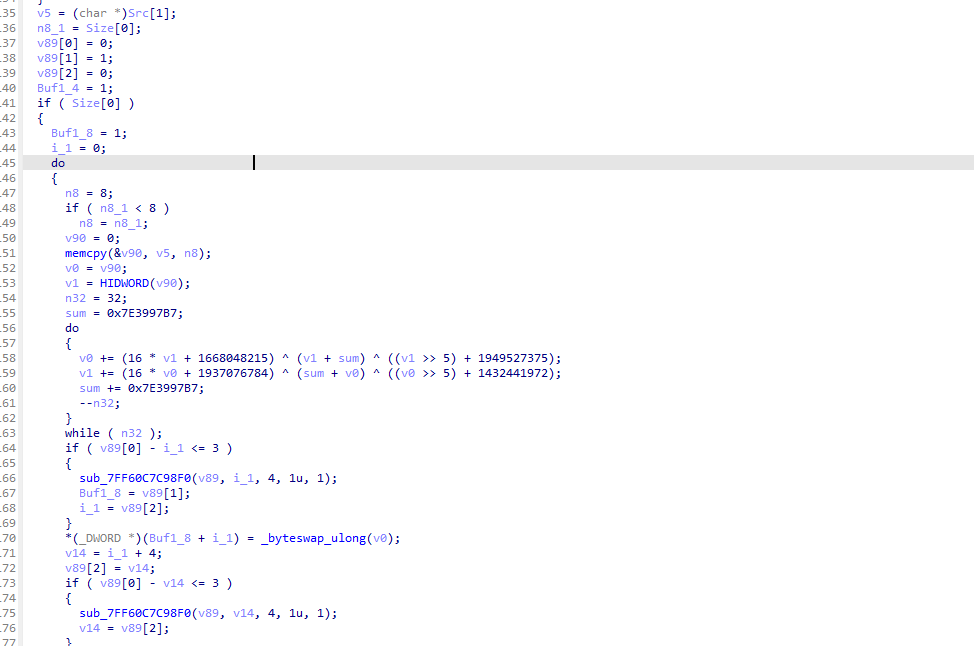 35 v5 = (char *)Src[1];
36 n8_1 = Size[0];
37 v89[0] = 0;
38 v89[1] = 1;
39 v89[2] = 0;
40 Buf1_4 = 1;
41 if ( Size[0] )
42 {
43 Buf1_8 = 1;
44 i_1 = 0;
45 do
46 {
47 n8 = 8;
48 if ( n8_1 < 8 )
49 n8 = n8_1;
50 v90 = 0;
51 memcpy(&v90, v5, n8);
52 v0 = v90;
53 v1 = HIDWORD(v90);
54 n32 = 32;
55 sum = 0x7E3997B7;
56 do
57 {
58 v0 += (16 * v1 + 1668048215) ^ (v1 + sum) ^ ((v1 >> 5) + 1949527375);
59 v1 += (16 * v0 + 1937076784) ^ (sum + v0) ^ ((v0 >> 5) + 1432441972);
60 sum += 0x7E3997B7;
61 --n32;
62 }
63 while ( n32 );
64 if ( v89[0] - i_1 <= 3 )
65 {
66 sub_7FF60C7C98F0(v89, i_1, 4, 1u, 1);
67 Buf1_8 = v89[1];
68 i_1 = v89[2];
69 }
70 *(_DWORD *)(Buf1_8 + i_1) = _byteswap_ulong(v0);
71 v14 = i_1 + 4;
72 v89[2] = v14;
73 if ( v89[0] - v14 <= 3 )
74 {
75 sub_7FF60C7C98F0(v89, v14, 4, 1u, 1);
76 v14 = v89[2];
77 }